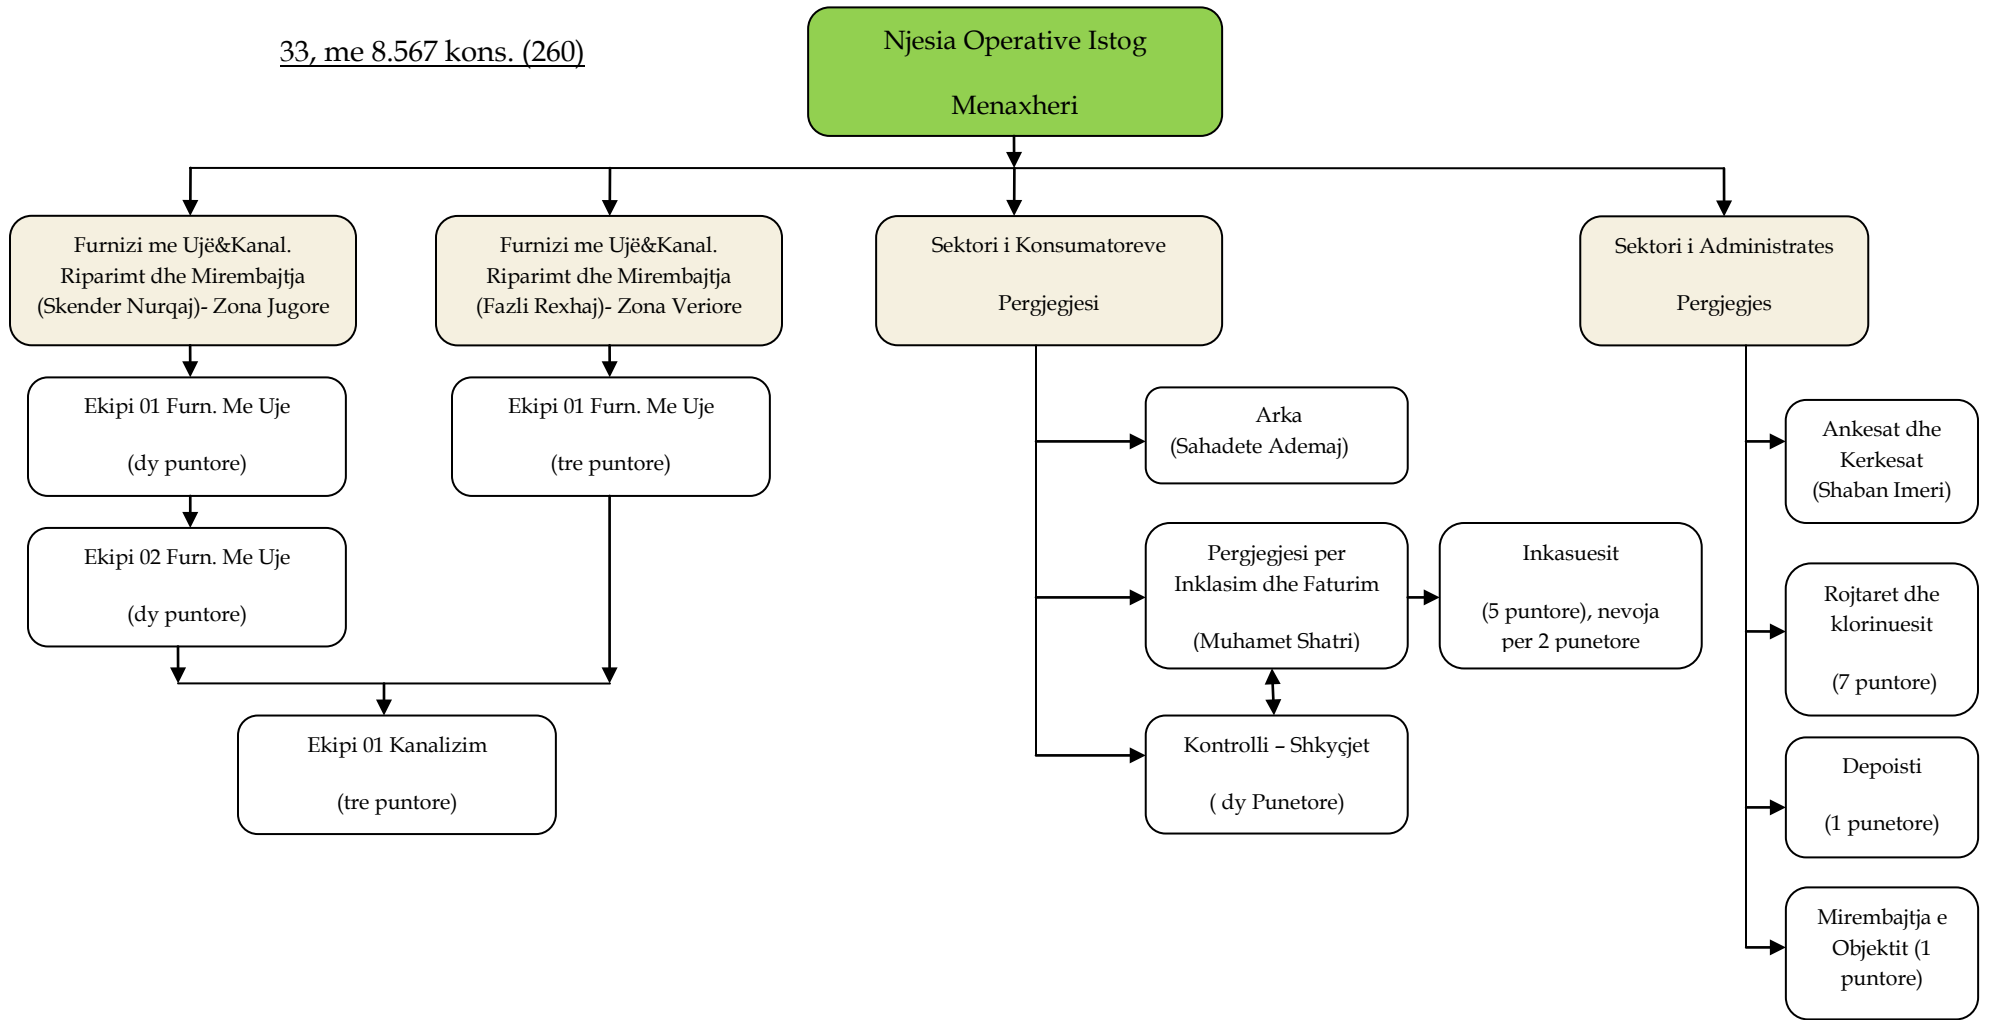 33, me 8.567 kons. (260)
Njesia Operative Istog
Menaxheri
Furnizi me Ujë&Kanal.
Riparimt dhe Mirembajtja
(Skender Nurqaj)- Zona Jugore
Furnizi me Ujë&Kanal.
Riparimt dhe Mirembajtja
(Fazli Rexhaj)- Zona Veriore
Sektori i Konsumatoreve
Pergjegjesi
Sektori i Administrates
Pergjegjes
Ekipi 01 Furn. Me Uje
(dy puntore)
Ekipi 02 Furn. Me Uje
(dy puntore)
Ekipi 01 Furn. Me Uje
(tre puntore)
Ekipi 01 Kanalizim
(tre puntore)
Arka
(Sahadete Ademaj)
Pergjegjesi per
Inklasim dhe Faturim
(Muhamet Shatri)
Inkasuesit
(5 puntore), nevoja
per 2 punetore
Kontrolli – Shkyçjet
( dy Punetore)
Ankesat dhe
Kerkesat
(Shaban Imeri)
Rojtaret dhe
klorinuesit
(7 puntore)
Depoisti
(1 punetore)
Mirembajtja e
Objektit (1
puntore)